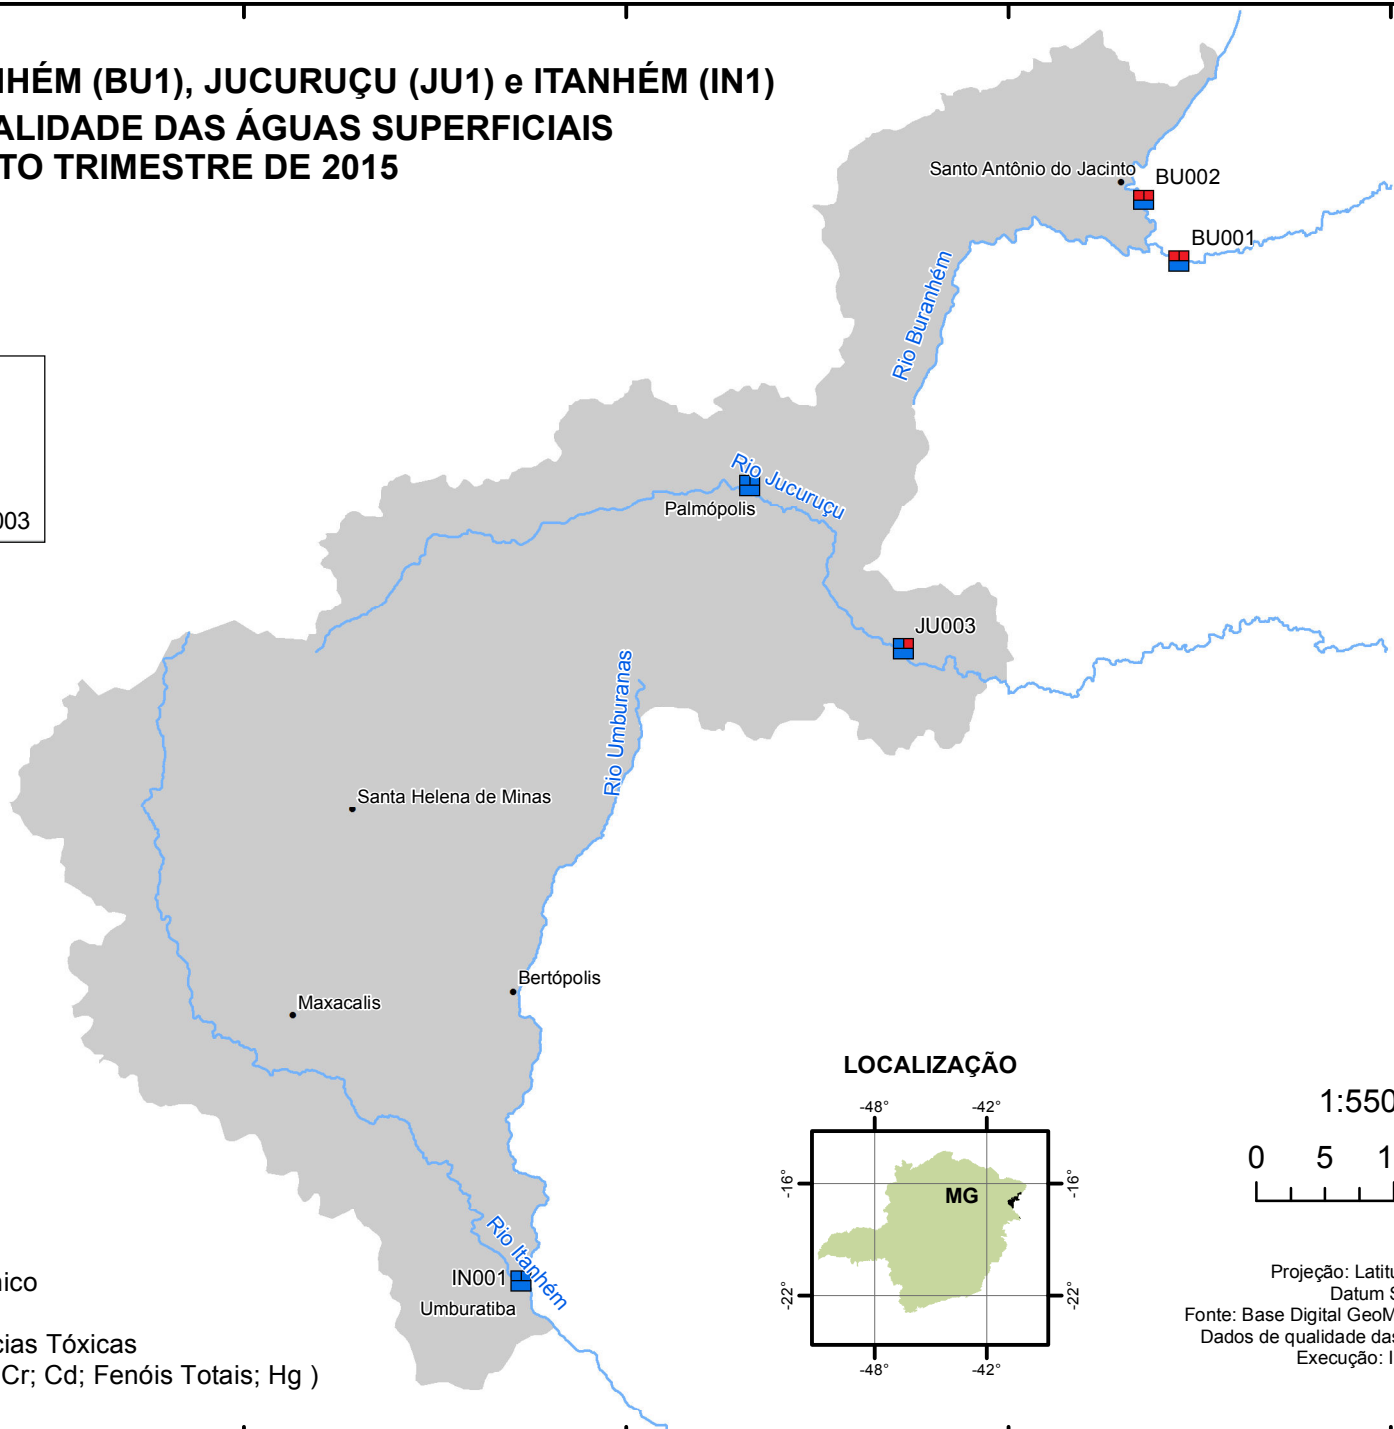 NHÉM (BU1), JUCURUÇU (JU1) e ITANHÉM (IN1)
ALIDADE DAS ÁGUAS SUPERFICIAIS
TO TRIMESTRE DE 2015
Santo Antônio do Jacinto
BU002
BU001
Rio Buranhém
003
Rio Jucuruçu
Palmópolis
JU003
Rio Umburanas
Santa Helena de Minas
Bertópolis
Maxacalis
LOCALIZAÇÃO
-48° -42°
-16° MG -16°
-22° -22°
-48° -42°
1:550
0 5 1
Rio Itanhém
IN001
Umburatiba
nico
cias Tóxicas
Cr; Cd; Fenóis Totais; Hg )
Projeção: Latitu
Datum S
Fonte: Base Digital GeoM
Dados de qualidade das
Execução: I